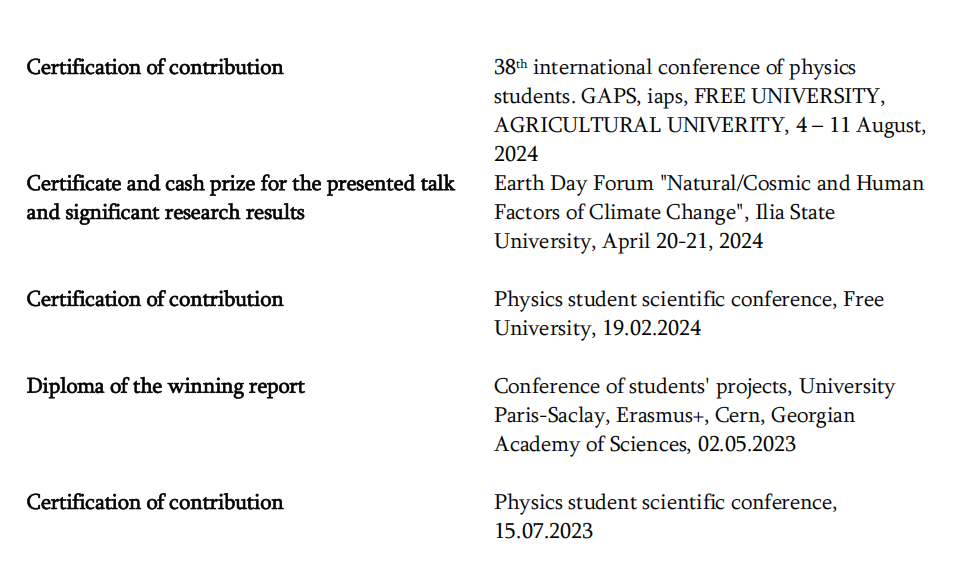 Certification of contribution
38th international conference of physics
students. GAPS, iaps, FREE UNIVERSITY,
AGRICULTURAL UNIVERITY, 4 – 11 August,
2024
Certificate and cash prize for the presented talk
and significant research results
Earth Day Forum "Natural/Cosmic and Human
Factors of Climate Change", Ilia State
University, April 20-21, 2024
Certification of contribution
Physics student scientific conference, Free
University, 19.02.2024
Diploma of the winning report
Conference of students' projects, University
Paris-Saclay, Erasmus+, Cern, Georgian
Academy of Sciences, 02.05.2023
Certification of contribution
Physics student scientific conference,
15.07.2023